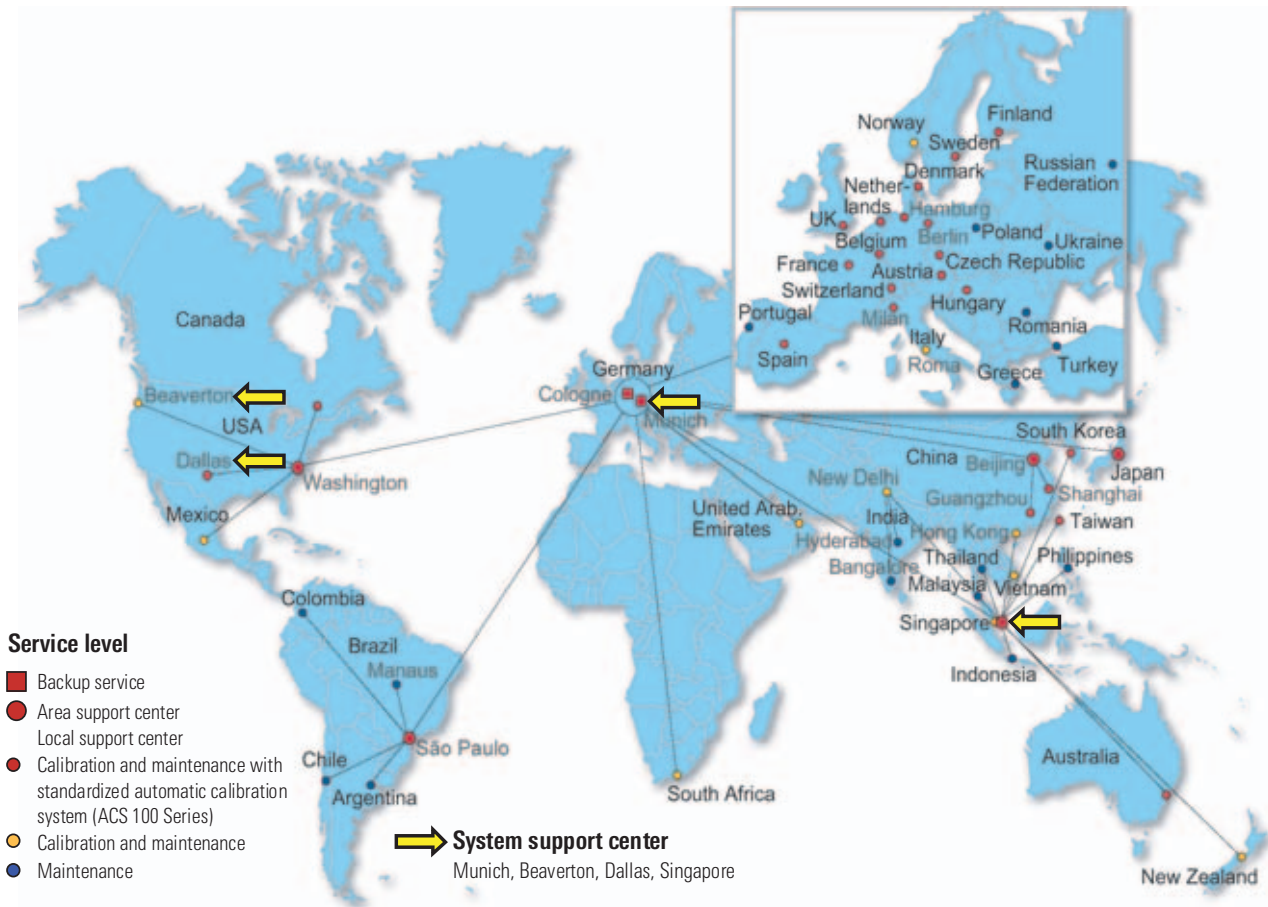 Norway
Finland
Sweden
Denmark
Russian
Federation
Nether-
lands
Hamburg
UK
Berlin
Poland
Ukraine
Belgium
France
Austria
Czech Republic
Switzerland
Hungary
Milan
Romania
Portugal
Italy
Spain
Roma
Greece
Turkey
Canada
Germany
Beaverton
Cologne
Munich
USA
Dallas
Washington
Mexico
South Korea
China
Beijing
Japan
New Delhi
Guangzhou
Shanghai
United Arab.
Emirates
India
Hong Kong
Taiwan
Hyderabad
Thailand
Philippines
Bangalore
Malaysia
Vietnam
Singapore
Indonesia
Colombia
Brazil
Manaus
São Paulo
Chile
Argentina
South Africa
Australia
New Zealand
Service level
Backup service
Area support center
Local support center
Calibration and maintenance with
standardized automatic calibration
system (ACS 100 Series)
Calibration and maintenance
Maintenance
System support center
Munich, Beaverton, Dallas, Singapore